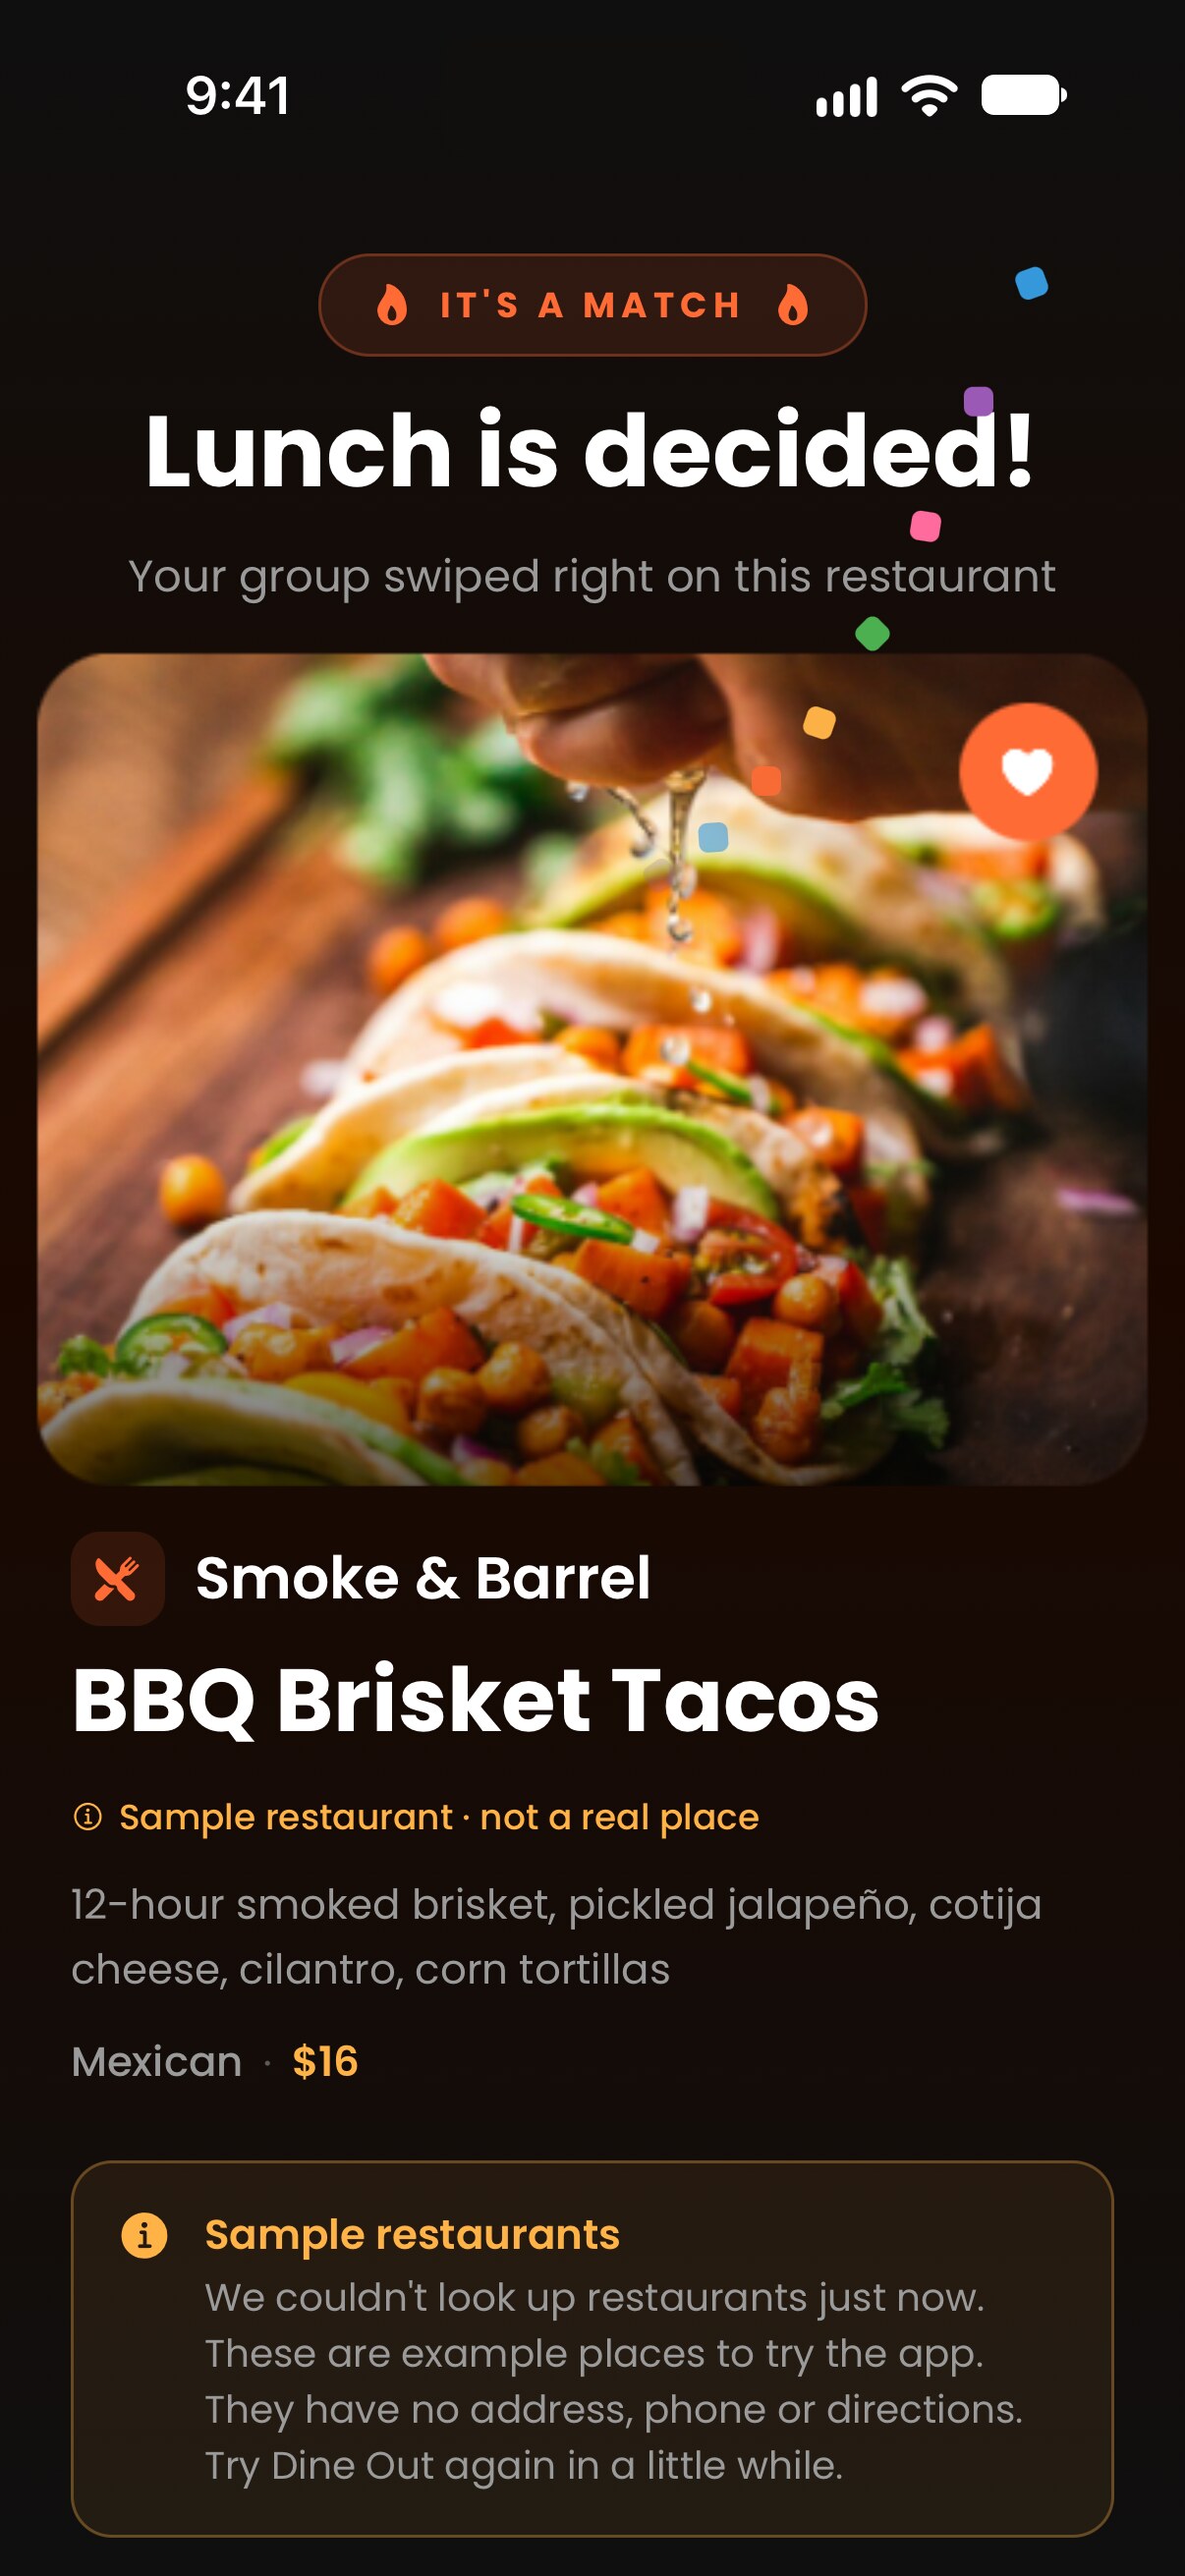 9:41
IT'S A MATCH
Lunch is decided!
Your group swiped right on this restaurant
Smoke & Barrel
BBQ Brisket Tacos
Sample restaurant · not a real place
12-hour smoked brisket, pickled jalapeño, cotija
cheese, cilantro, corn tortillas
Mexican · $16
Sample restaurants
We couldn't look up restaurants just now.
These are example places to try the app.
They have no address, phone or directions.
Try Dine Out again in a little while.